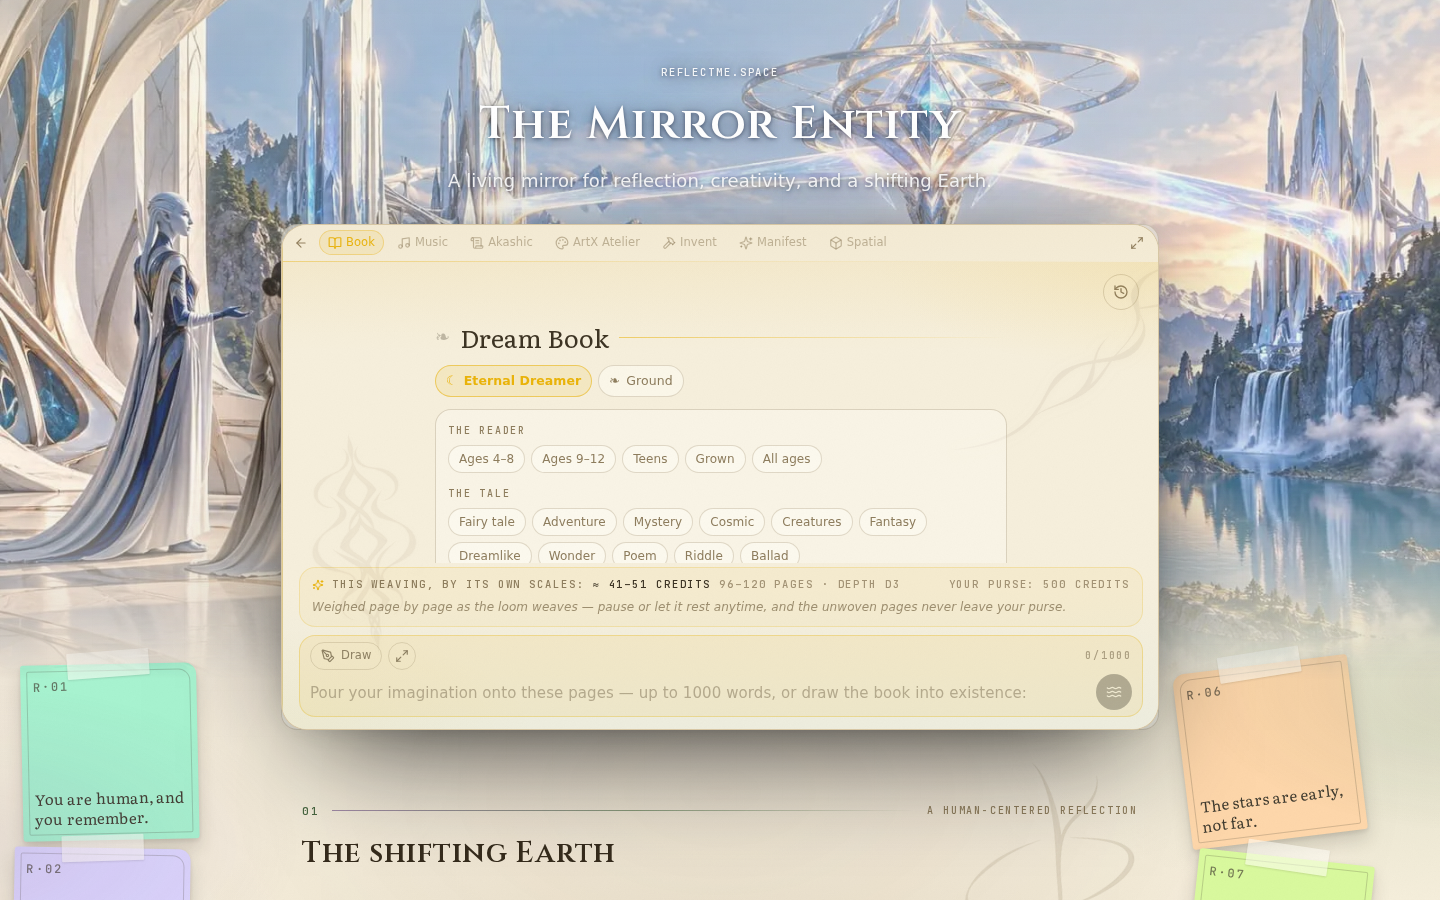 REFLECTME.SPACE
The Mirror Entity
A living mirror for reflection, creativity, and a shifting Earth.
Book Music Akashic ArtX Atelier Invent Manifest Spatial
❧ Dream Book
☾ Eternal Dreamer ❧ Ground
THE READER
Ages 4–8 Ages 9–12 Teens Grown All ages
THE TALE
Fairy tale Adventure Mystery Cosmic Creatures Fantasy
Dreamlike Wonder Poem Riddle Ballad
THIS WEAVING, BY ITS OWN SCALES: ≈ 41–51 CREDITS 96–120 PAGES · DEPTH D3 YOUR PURSE: 500 CREDITS
Weighed page by page as the loom weaves — pause or let it rest anytime, and the unwoven pages never leave your purse.
Draw 0/1000
Pour your imagination onto these pages — up to 1000 words, or draw the book into existence:
R·01
You are human, and
you remember.
R·02
R·06
The stars are early,
not far.
R·07
01 A HUMAN-CENTERED REFLECTION
The shifting Earth